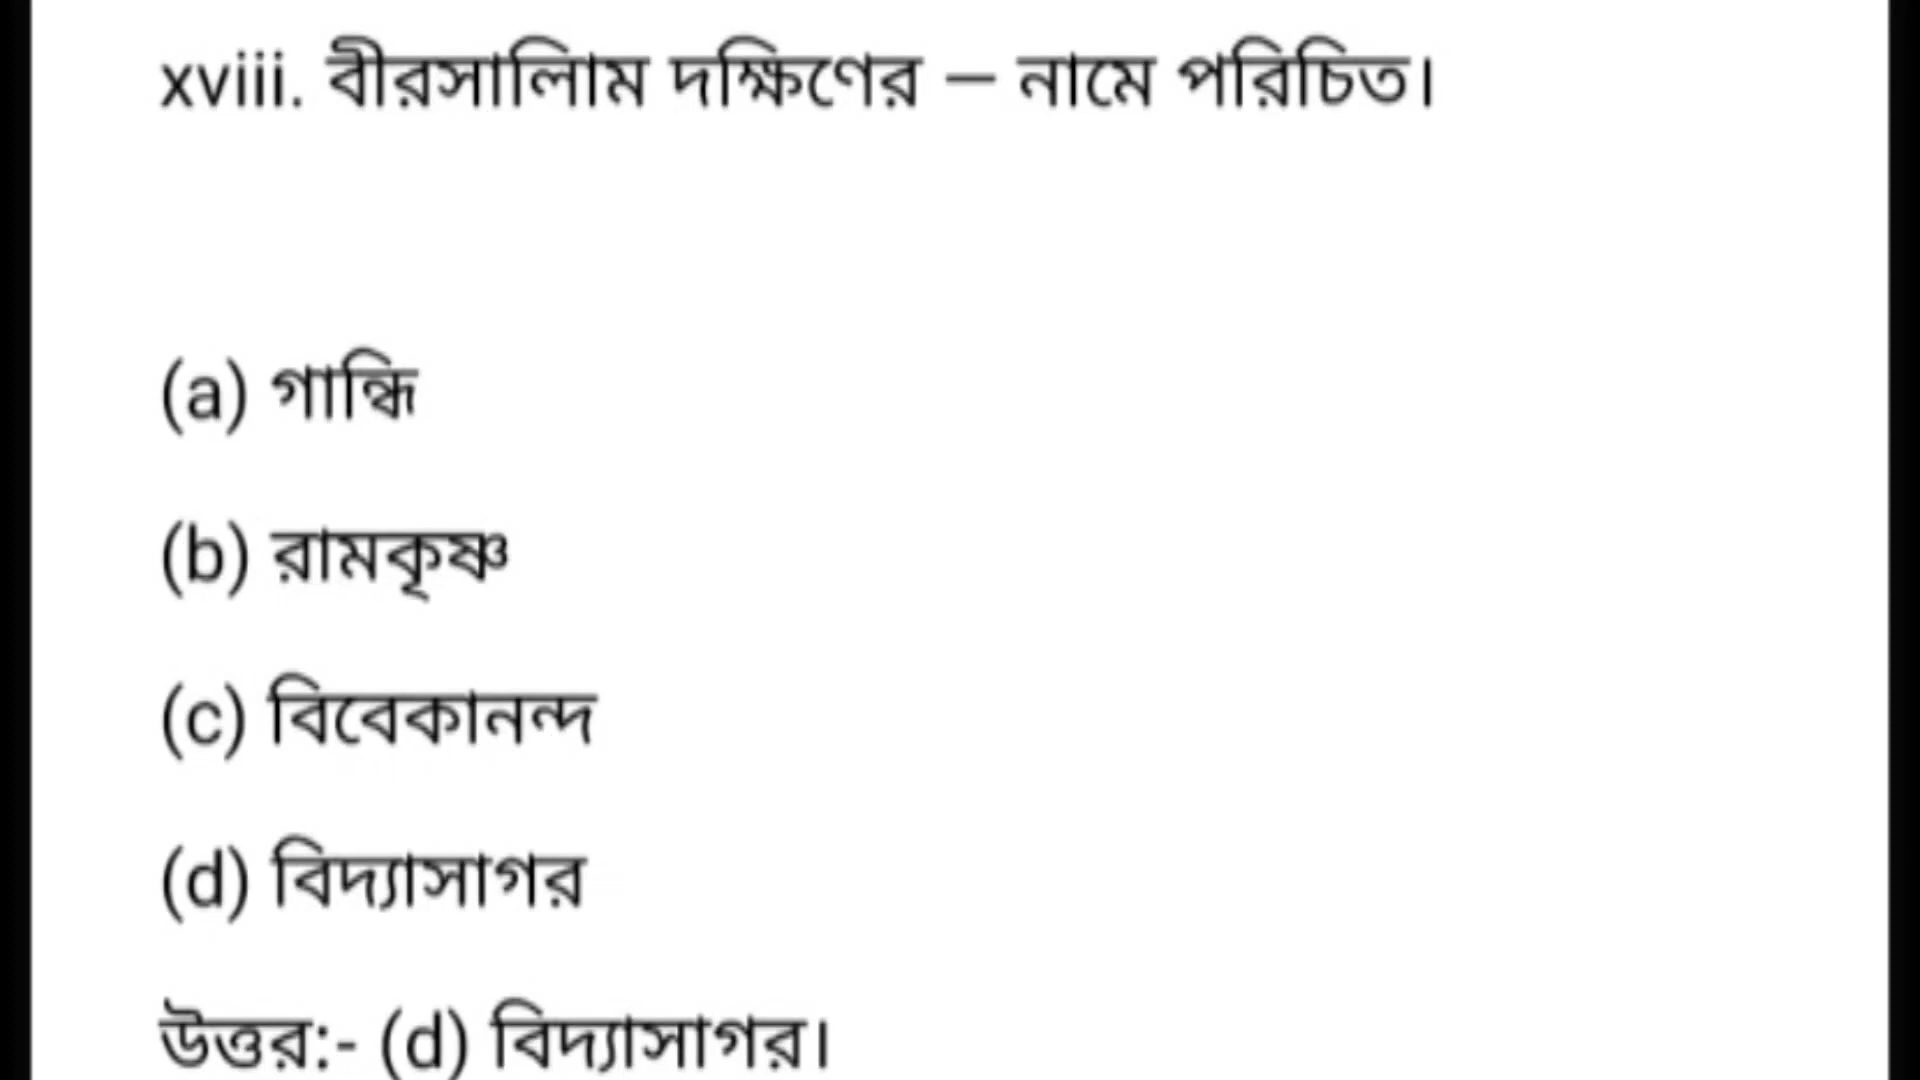 xviii. বীরসালিাম দক্ষিণের – নামে পরিচিত।
(a) গান্ধি
(b) রামকৃষ্ণ
(c) বিবেকানন্দ
(d) বিদ্যাসাগর
উত্তর:- (d) বিদ্যাসাগর।